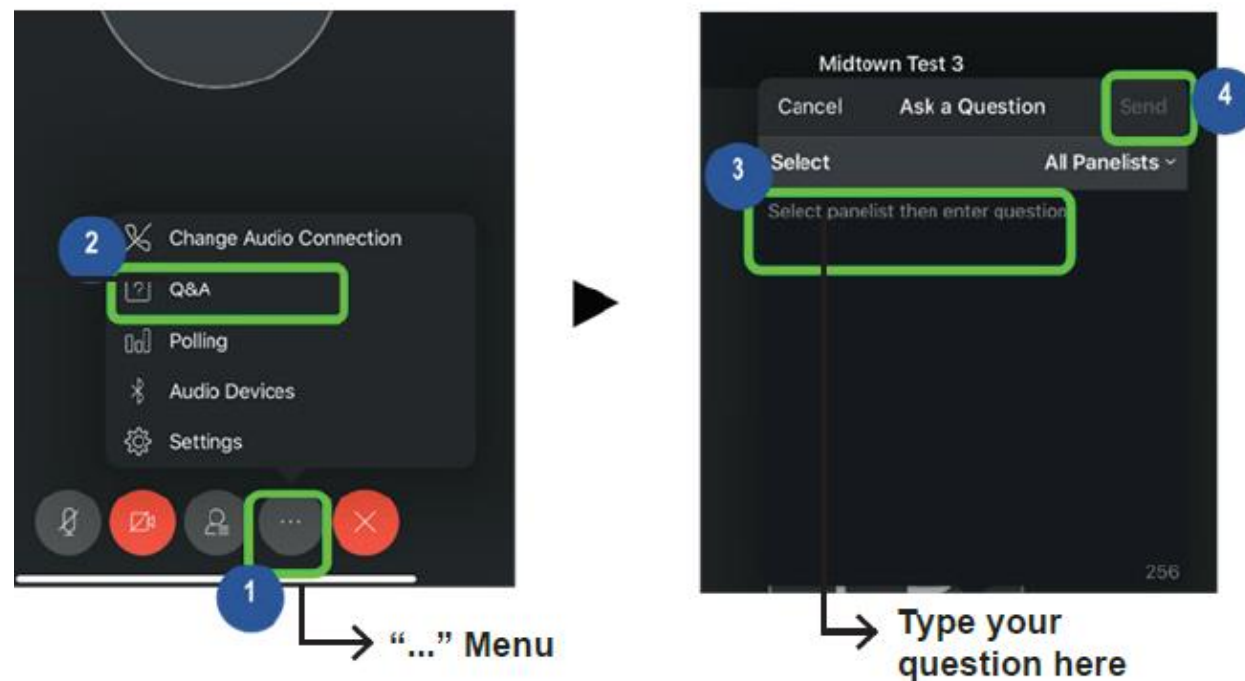 2
Change Audio Connection
Q&A
Polling
Audio Devices
Settings
1
“...” Menu
Midtown Test 3
Cancel Ask a Question Send
4
3
Select All Panelists
Select panelist then enter question
256
Type your
question here